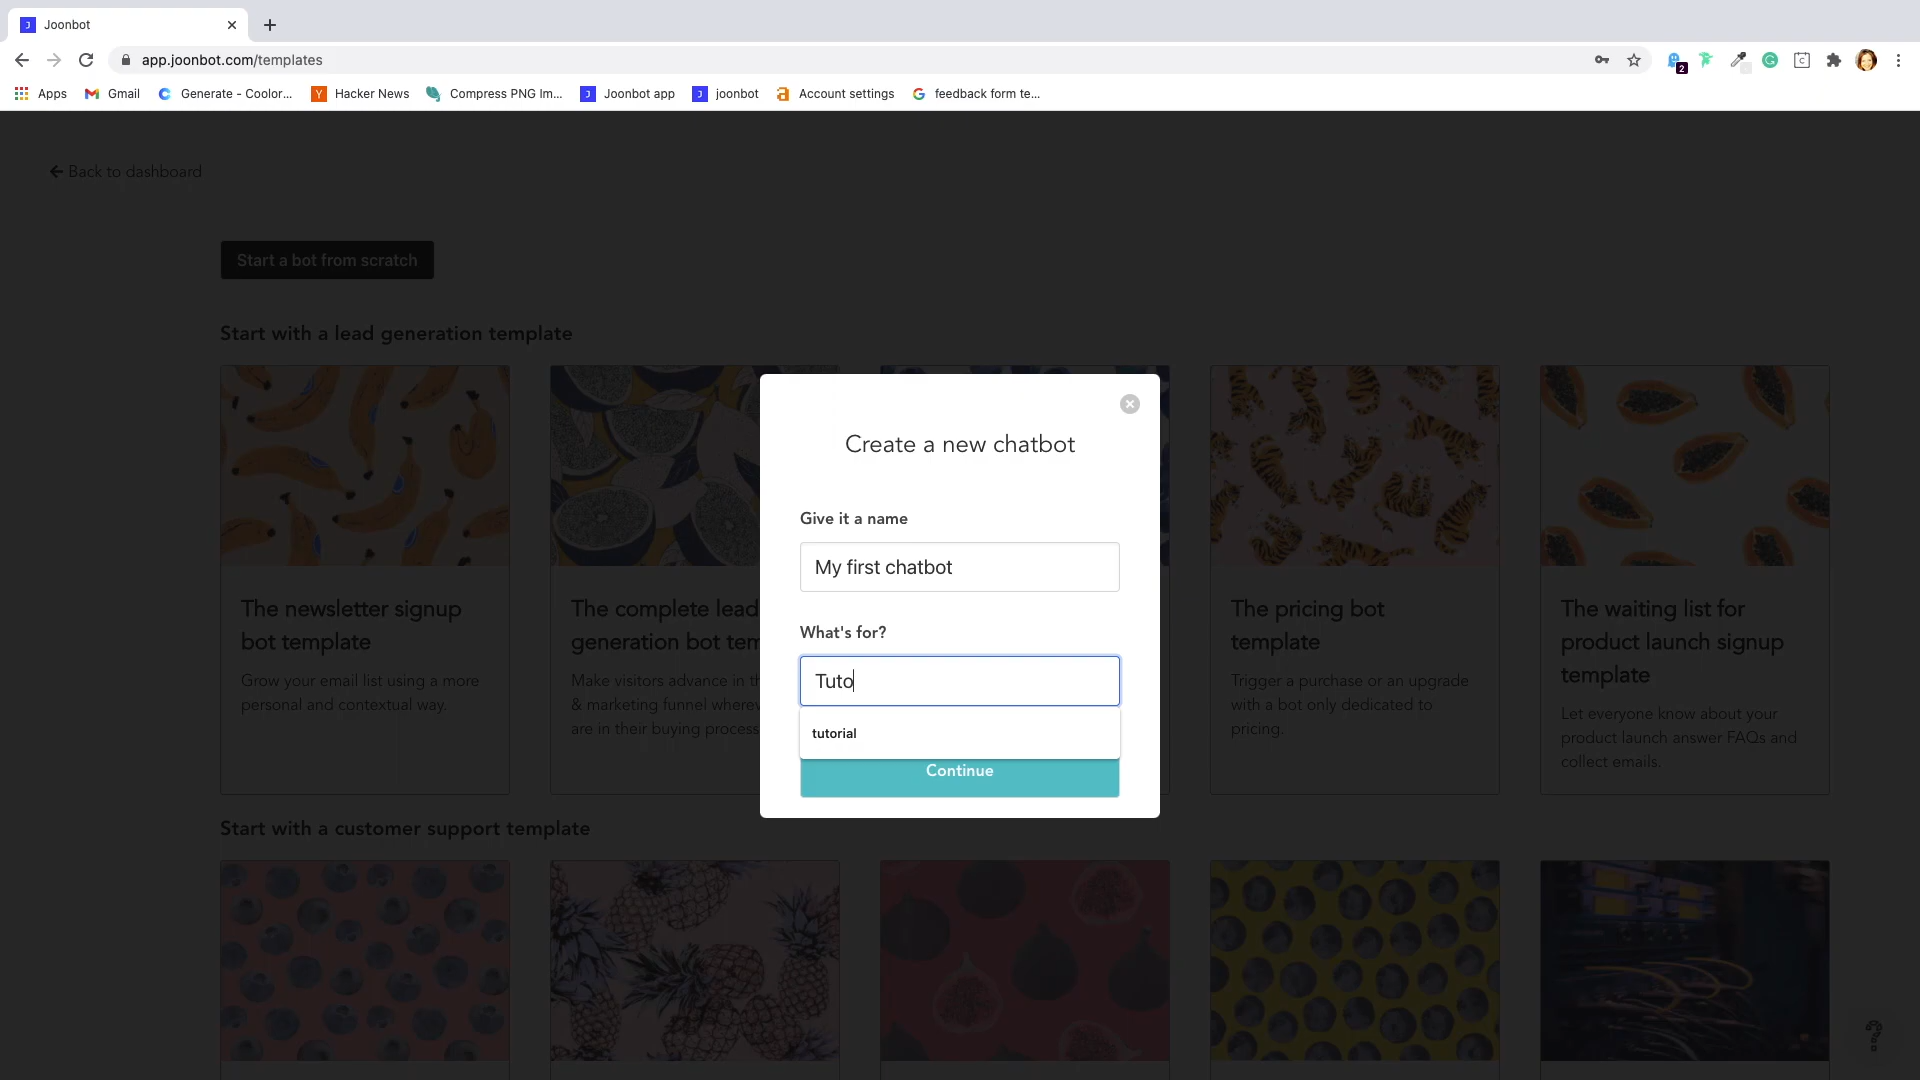 Joonbot
app.joonbot.com/templates
2
Apps
Gmail
Generate - Coolor...
Hacker News
Compress PNG Im...
Joonbot app
joonbot
Account settings
feedback form te...
Back to dashboard
Start a bot from scratch
Start with a lead generation template
Create a new chatbot
Give it a name
My first chatbot
What's for?
Tuto
tutorial
Continue
The newsletter signup
bot template
Grow your email list using a more
personal and contextual way.
The complete lead
generation bot tem
Make visitors advance in th
& marketing funnel wherev
are in their buying process
The pricing bot
template
Trigger a purchase or an upgrade
with a bot only dedicated to
pricing.
The waiting list for
product launch signup
template
Let everyone know about your
product launch answer FAQs and
collect emails.
Start with a customer support template
?